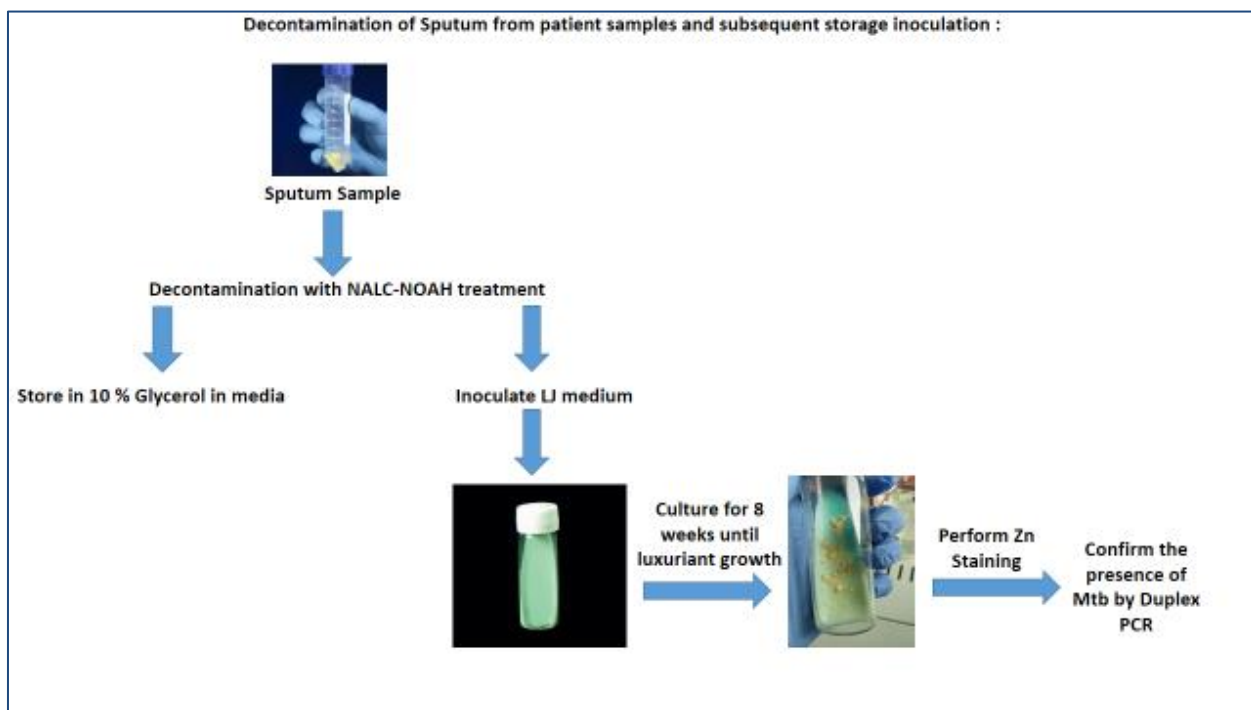 Decontamination of Sputum from patient samples and subsequent storage inoculation :
Sputum Sample
Decontamination with NALC-NOAH treatment
Store in 10 % Glycerol in media
Inoculate LJ medium
Culture for 8
weeks until
luxuriant growth
Perform Zn
Staining
Confirm the
presence of
Mtb by Duplex
PCR